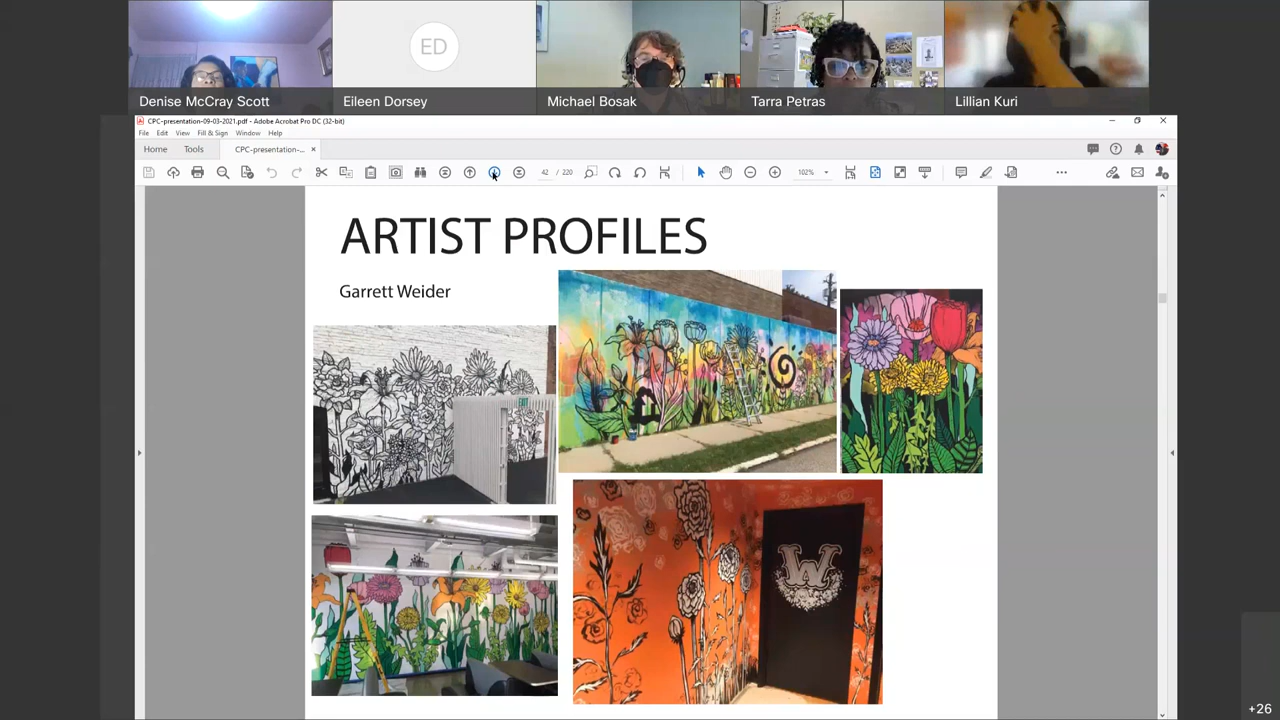 ED
Denise McCray Scott
Eileen Dorsey
Michael Bosak
Tarra Petras
Lillian Kuri
CPC-presentation-09-03-2021.pdf - Adobe Acrobat Pro DC (32-bit)
File Edit View Fill & Sign Window Help
Home Tools CPC-presentation-... ×
42 / 220 102%
ARTIST PROFILES
Garrett Weider
EXIT
W
+26